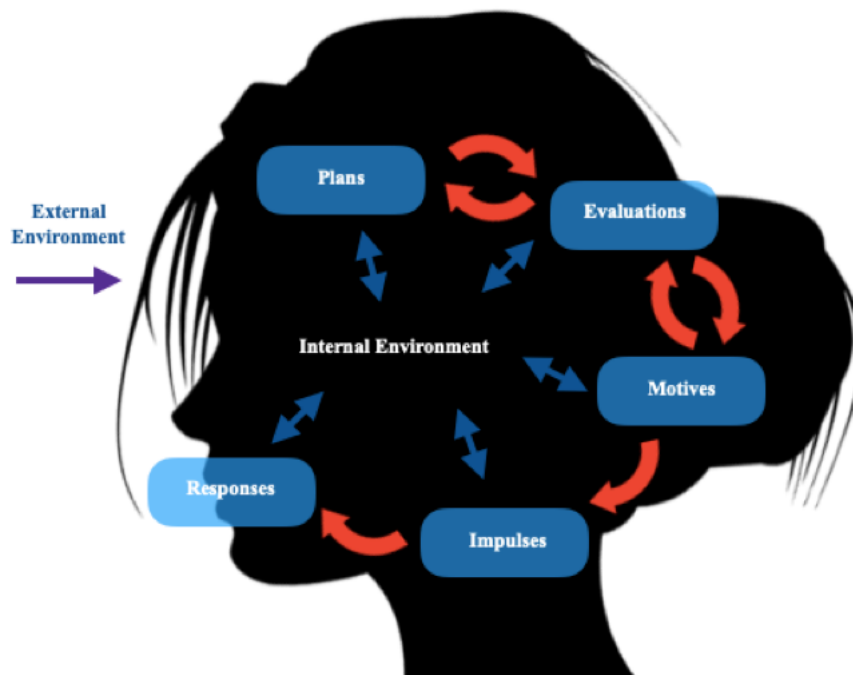 Plans
Evaluations
External
Environment
Internal Environment
Motives
Responses
Impulses